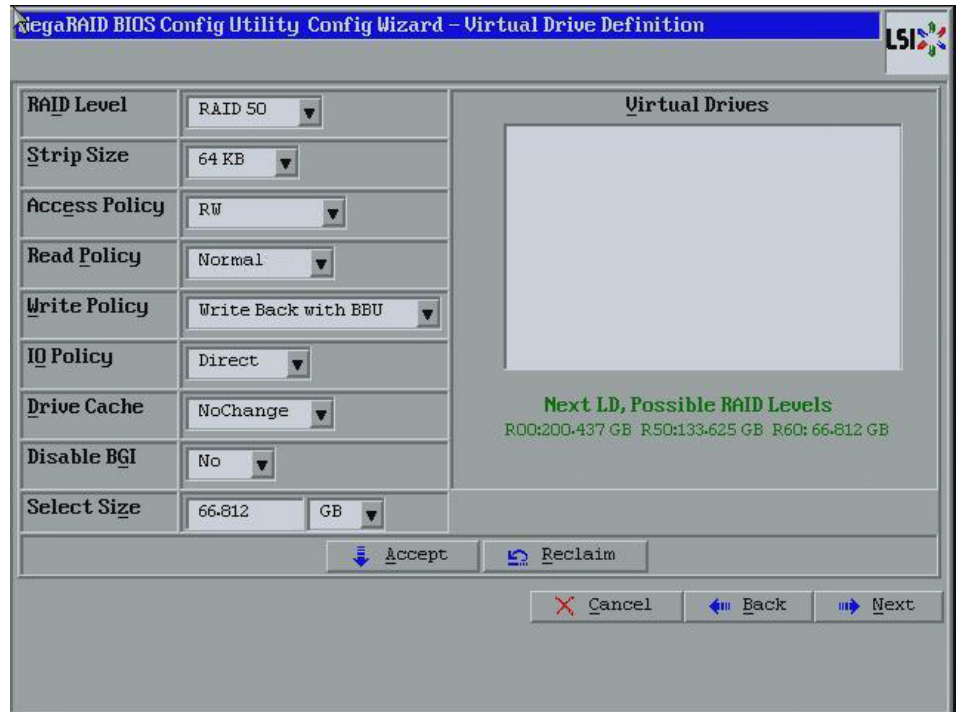 egaRAID BIOS Config Utility Config Wizard – Virtual Drive Definition
LSI
RAID Level RAID 50
Strip Size 64 KB
Access Policy RW
Read Policy Normal
Write Policy Write Back with BBU
IO Policy Direct
Drive Cache NoChange
Disable BGI No
Select Size 66.812 GB
Virtual Drives
Next LD, Possible RAID Levels
R00:200.437 GB R50:133.625 GB R60: 66.812 GB
Accept Reclaim
Cancel Back Next